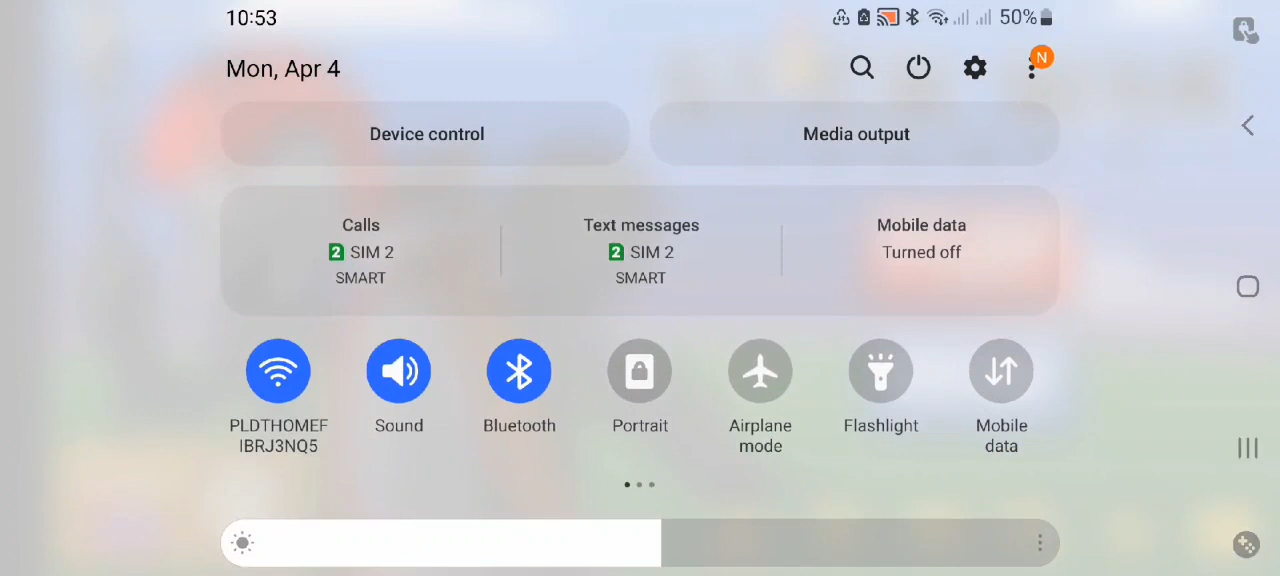 10:53
50%
Mon, Apr 4
N
Device control
Media output
Calls
2 SIM 2
SMART
Text messages
2 SIM 2
SMART
Mobile data
Turned off
PLDTHOMEF
IBRJ3NQ5
Sound
Bluetooth
Portrait
Airplane
mode
Flashlight
Mobile
data